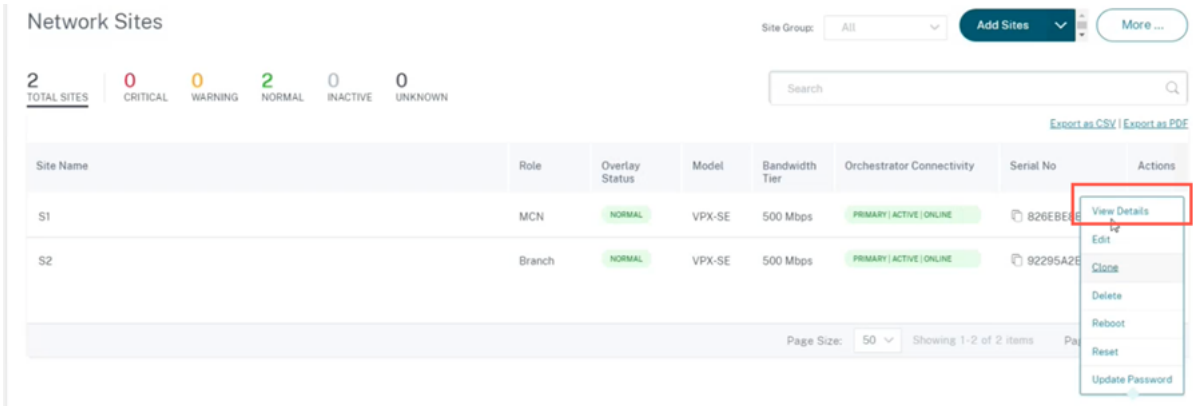 Network Sites
Site Group: All Add Sites More ...
2 0 0 2 0 0
TOTAL SITES CRITICAL WARNING NORMAL INACTIVE UNKNOWN
Search
Export as CSV | Export as PDF
Site Name Role Overlay Status Model Bandwidth Tier Orchestrator Connectivity Serial No Actions
S1 MCN NORMAL VPX-SE 500 Mbps PRIMARY | ACTIVE | ONLINE
View Details
Edit
S2 Branch NORMAL VPX-SE 500 Mbps PRIMARY | ACTIVE | ONLINE 92295A2E
Clone
Delete
Reboot
Page Size: 50 Showing 1-2 of 2 items
Reset
Update Password